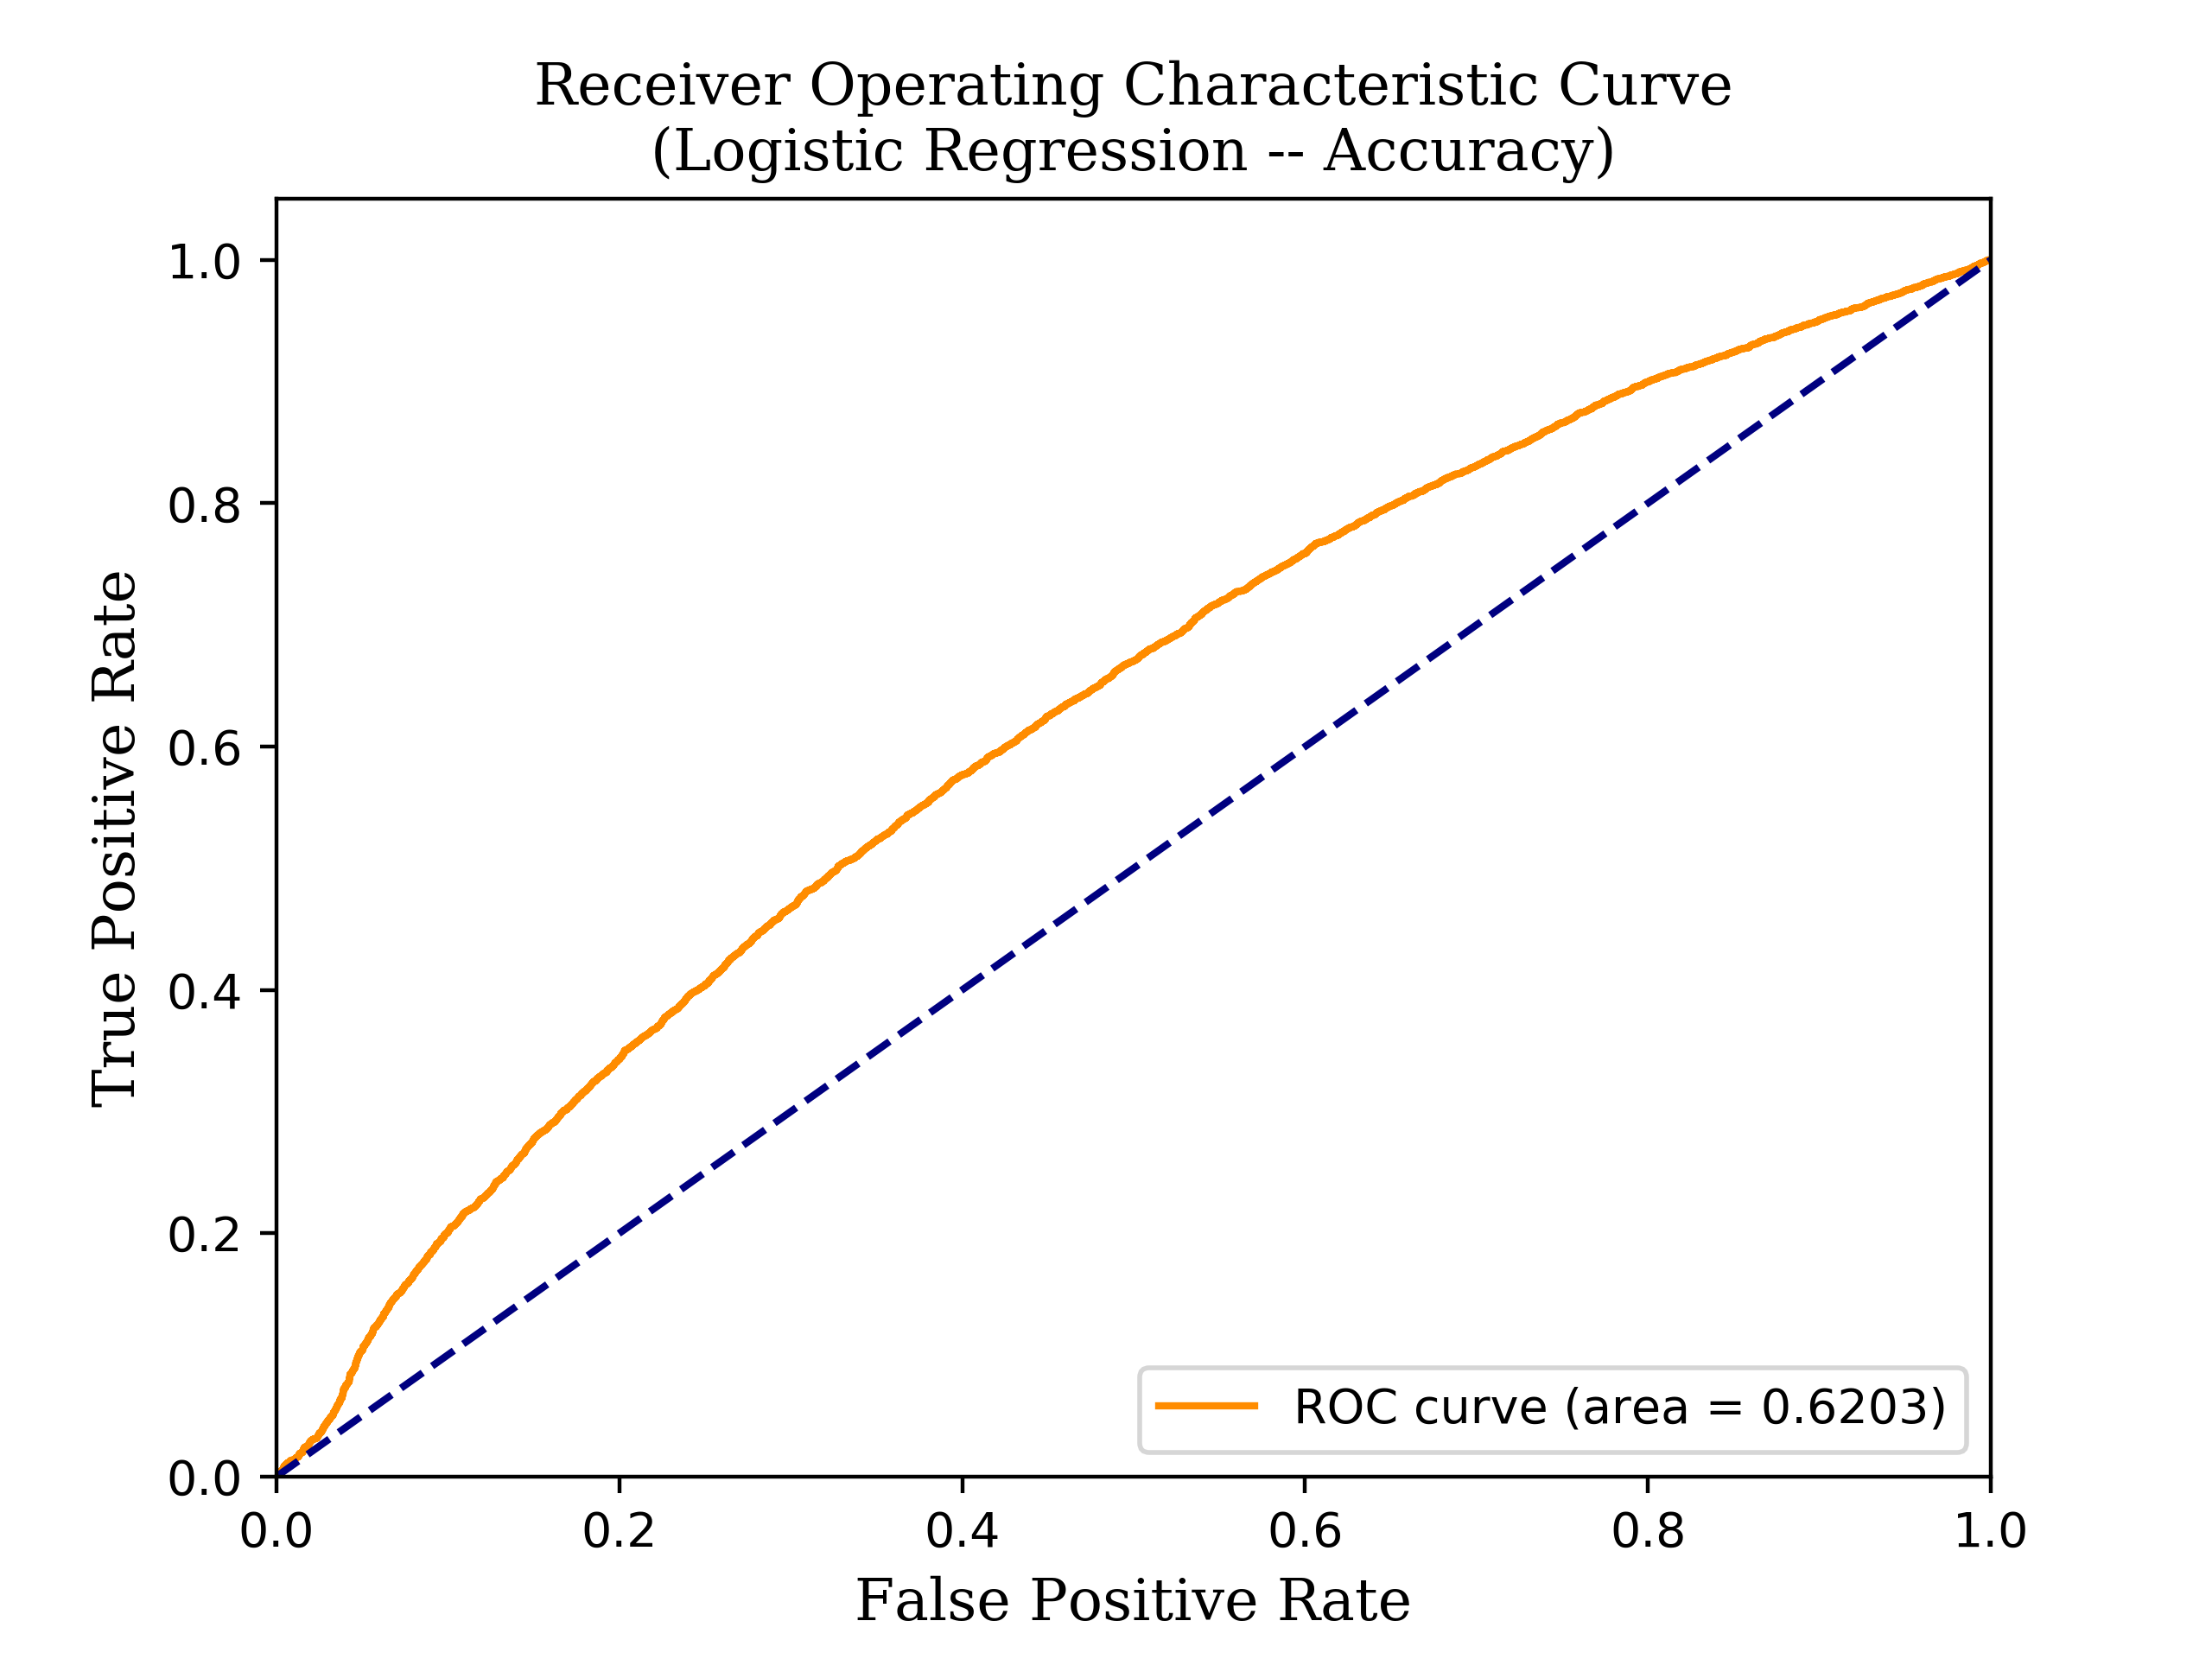 Receiver Operating Characteristic Curve
(Logistic Regression -- Accuracy)
True Positive Rate
1.0
0.8
0.6
0.4
0.2
0.0
ROC curve (area = 0.6203)
0.0 0.2 0.4 0.6 0.8 1.0
False Positive Rate